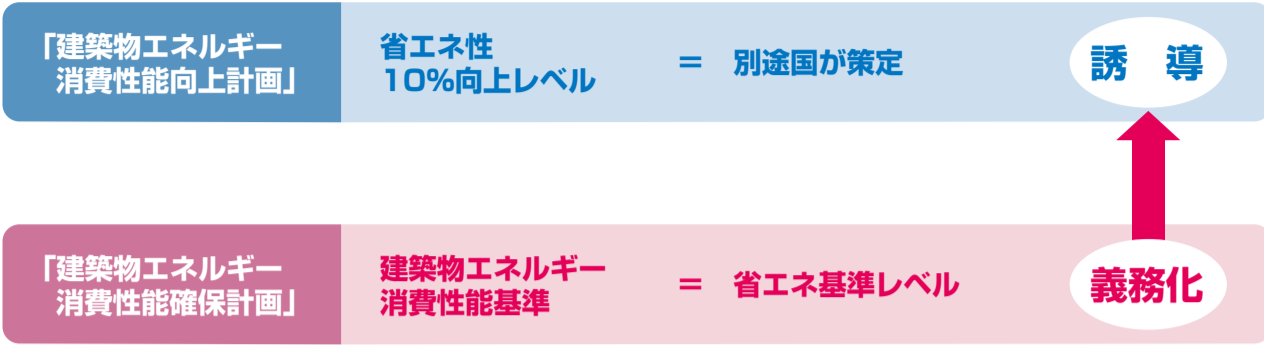 「建築物エネルギー
消費性能向上計画」
省エネ性
10%向上レベル
=
別途国が策定
誘 導
「建築物エネルギー
消費性能確保計画」
建築物エネルギー
消費性能基準
=
省エネ基準レベル
義務化